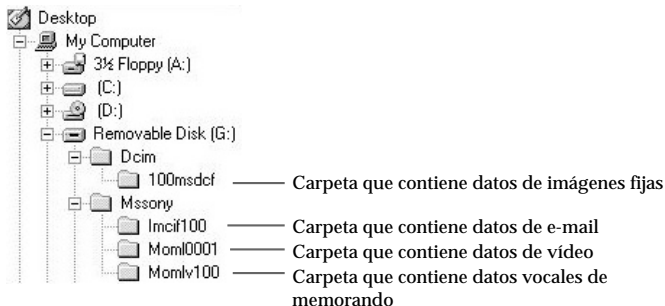 Desktop
My Computer
3½ Floppy (A:)
(C:)
(D:)
Removable Disk (G:)
Dcim
100msdcf Carpeta que contiene datos de imágenes fijas
Mssony
Imcif100 Carpeta que contiene datos de e-mail
Moml0001 Carpeta que contiene datos de vídeo
Momlv100 Carpeta que contiene datos vocales de
memorando